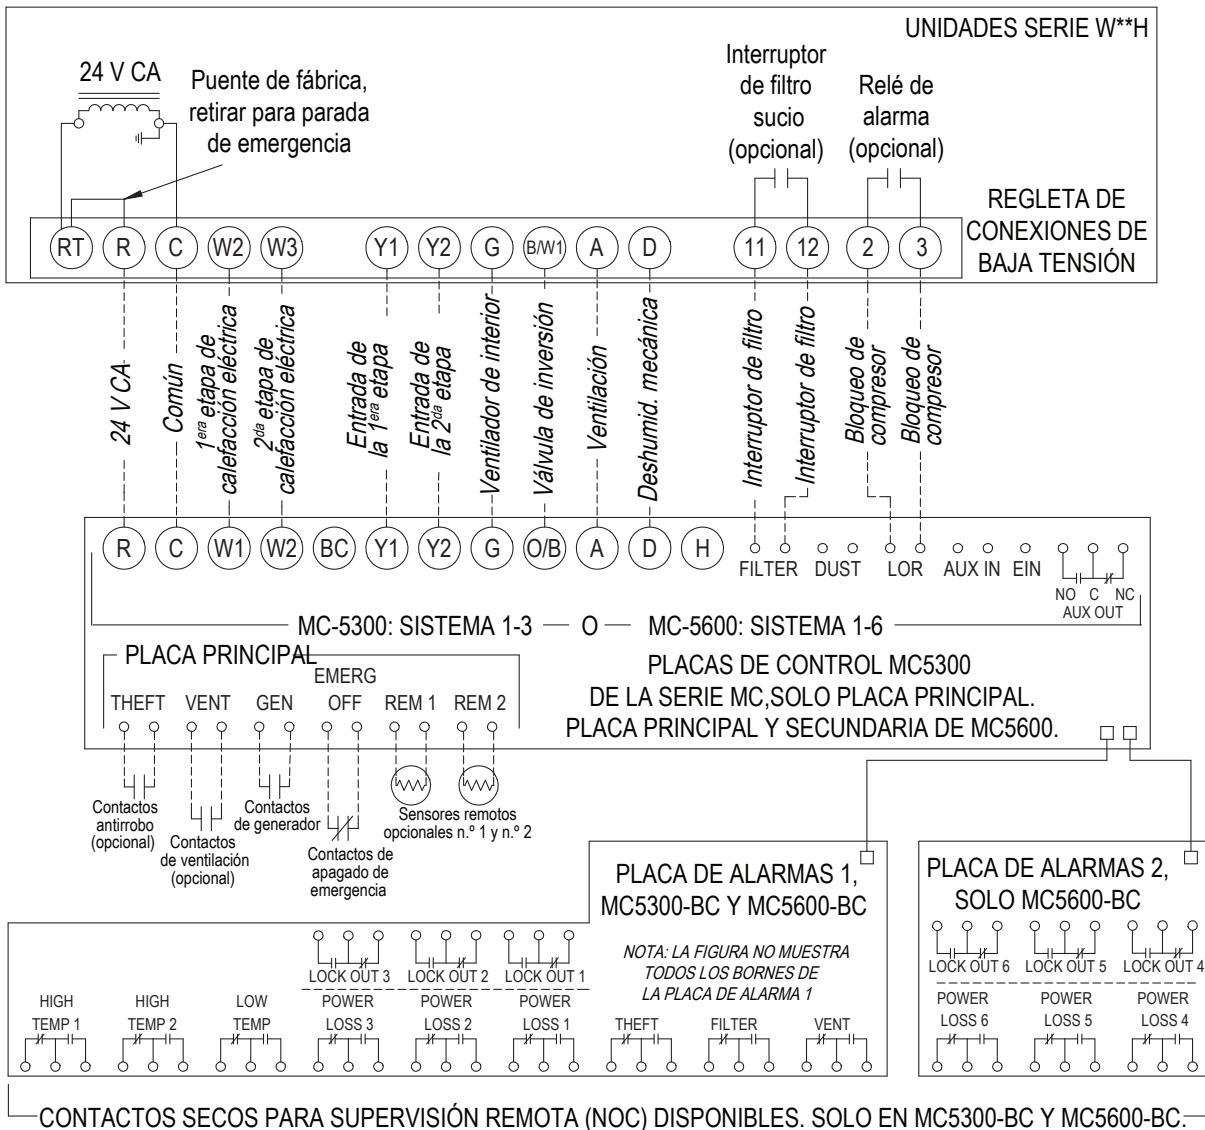 UNIDADES SERIE W**H
24 V CA
Puente de fábrica,
retirar para parada
de emergencia
Interruptor
de filtro
sucio
(opcional)
Relé de
alarma
(opcional)
REGLETA DE
CONEXIONES DE
BAJA TENSIÓN
RT R C W2 W3 Y1 Y2 G B/W1 A D 11 12 2 3
24 V CA
Común
1era etapa de
calefacción eléctrica
2da etapa de
calefacción eléctrica
Entrada de
la 1era etapa
Entrada de
la 2da etapa
Ventilador de interior
Válvula de inversión
Ventilación
Deshumid. mecánica
Interruptor de filtro
Interruptor de filtro
Bloqueo de
compresor
Bloqueo de
compresor
R C W1 W2 BC Y1 Y2 G O/B A D H
FILTER DUST LOR AUX IN EIN
NO C NC
AUX OUT
MC-5300: SISTEMA 1-3 O MC-5600: SISTEMA 1-6
PLACA PRINCIPAL
PLACAS DE CONTROL MC5300
DE LA SERIE MC,SOLO PLACA PRINCIPAL.
PLACA PRINCIPAL Y SECUNDARIA DE MC5600.
EMERG
THEFT VENT GEN OFF REM 1 REM 2
Contactos
antirrobo
(opcional)
Contactos
de ventilación
(opcional)
Contactos
de generador
Contactos de
apagado de
emergencia
Sensores remotos
opcionales n.º 1 y n.º 2
PLACA DE ALARMAS 1,
MC5300-BC Y MC5600-BC
NOTA: LA FIGURA NO MUESTRA
TODOS LOS BORNES DE
LA PLACA DE ALARMA 1
LOCK OUT 3 LOCK OUT 2 LOCK OUT 1
HIGH
TEMP 1
HIGH
TEMP 2
LOW
TEMP
POWER
LOSS 3
POWER
LOSS 2
POWER
LOSS 1
THEFT
FILTER
VENT
PLACA DE ALARMAS 2,
SOLO MC5600-BC
LOCK OUT 6 LOCK OUT 5 LOCK OUT 4
POWER
LOSS 6
POWER
LOSS 5
POWER
LOSS 4
CONTACTOS SECOS PARA SUPERVISIÓN REMOTA (NOC) DISPONIBLES. SOLO EN MC5300-BC Y MC5600-BC.